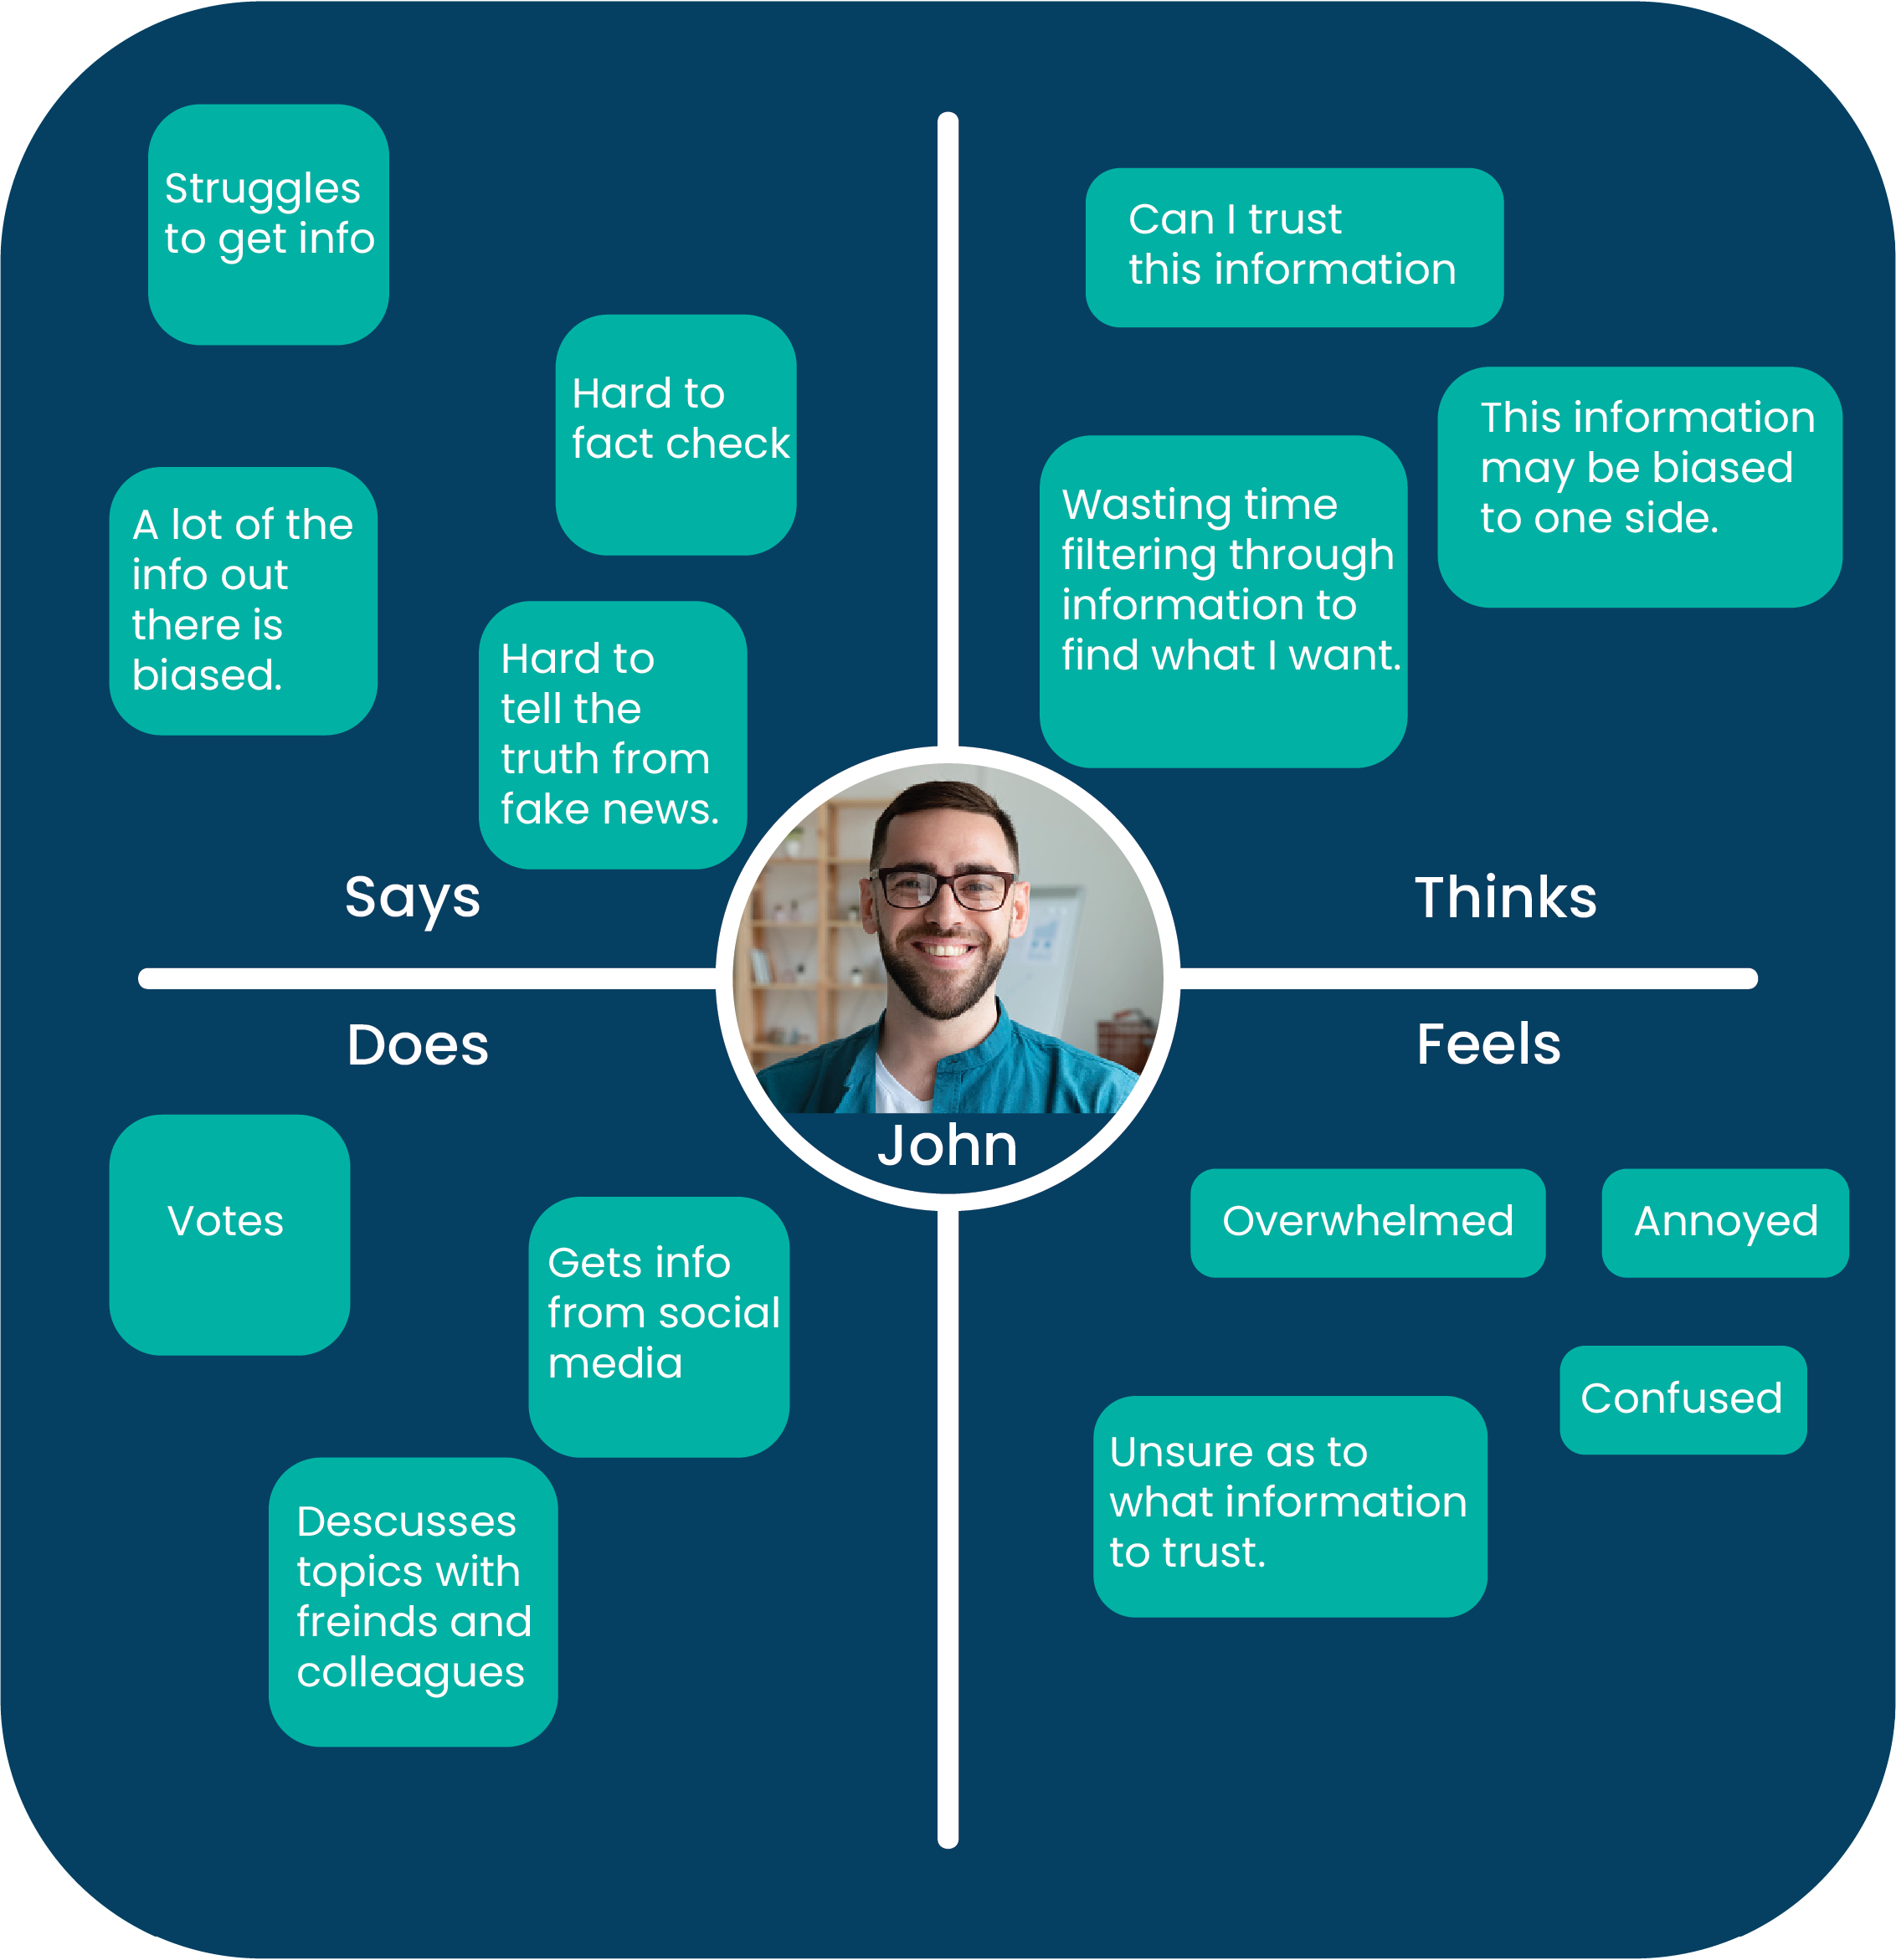 Struggles
to get info
Hard to
fact check
A lot of the
info out
there is
biased.
Hard to
tell the
truth from
fake news.
Says
Can I trust
this information
This information
may be biased
to one side.
Wasting time
filtering through
information to
find what I want.
Thinks
John
Does
Votes
Gets info
from social
media
Descusses
topics with
freinds and
colleagues
Feels
Overwhelmed
Annoyed
Confused
Unsure as to
what information
to trust.